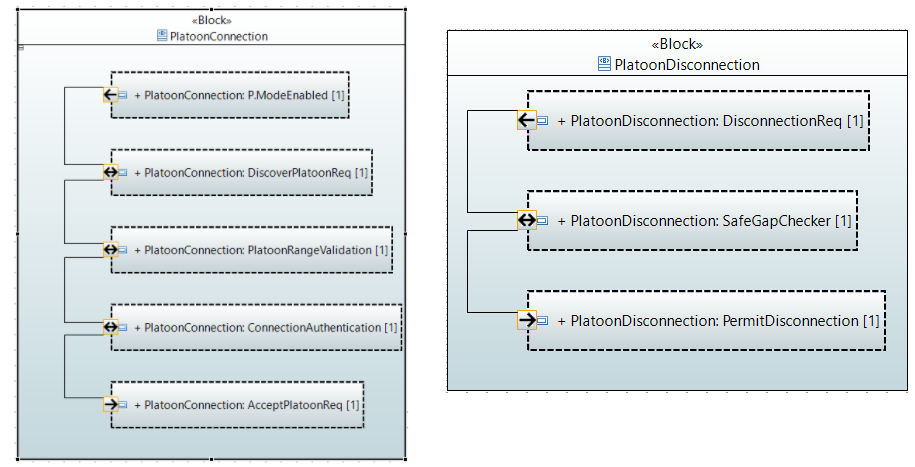 «Block»
PlatoonConnection
+ PlatoonConnection: P.ModeEnabled [1]
+ PlatoonConnection: DiscoverPlatoonReq [1]
+ PlatoonConnection: PlatoonRangeValidation [1]
+ PlatoonConnection: ConnectionAuthentication [1]
+ PlatoonConnection: AcceptPlatoonReq [1]
«Block»
PlatoonDisconnection
+ PlatoonDisconnection: DisconnectionReq [1]
+ PlatoonDisconnection: SafeGapChecker [1]
+ PlatoonDisconnection: PermitDisconnection [1]